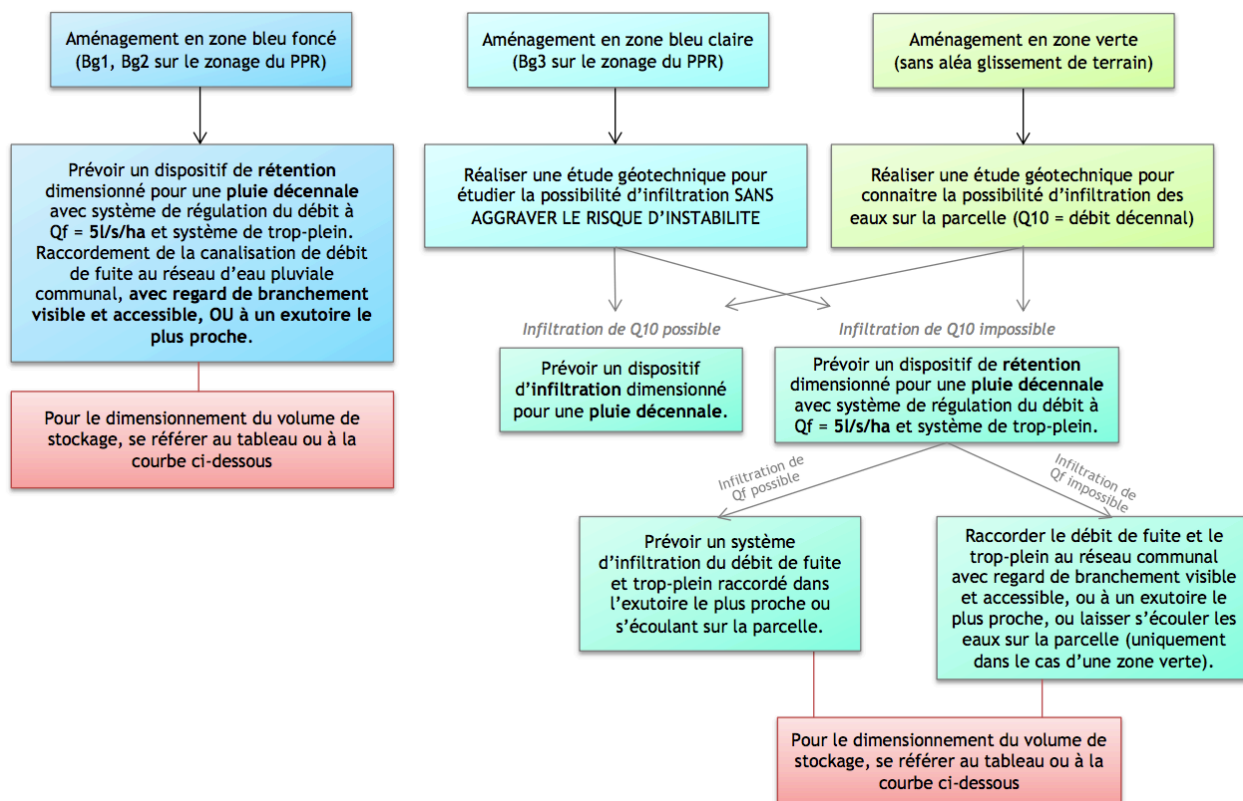 Aménagement en zone bleu foncé
(Bg1, Bg2 sur le zonage du PPR)
Prévoir un dispositif de rétention
dimensionné pour une pluie décennale
avec système de régulation du débit à
Qf = 5l/s/ha et système de trop-plein.
Raccordement de la canalisation de débit
de fuite au réseau d'eau pluviale
communal, avec regard de branchement
visible et accessible, OU à un exutoire le
plus proche.
Pour le dimensionnement du volume de
stockage, se référer au tableau ou à la
courbe ci-dessous
Aménagement en zone bleu claire
(Bg3 sur le zonage du PPR)
Réaliser une étude géotechnique pour
étudier la possibilité d'infiltration SANS
AGGRAVER LE RISQUE D'INSTABILITE
Aménagement en zone verte
(sans aléa glissement de terrain)
Réaliser une étude géotechnique pour
connaitre la possibilité d'infiltration des
eaux sur la parcelle (Q10 = débit décennal)
Infiltration de Q10 possible
Prévoir un dispositif
d'infiltration dimensionné
pour une pluie décennale.
Infiltration de Q10 impossible
Prévoir un dispositif de rétention
dimensionné pour une pluie décennale
avec système de régulation du débit à
Qf = 5l/s/ha et système de trop-plein.
Infiltration de
Qf possible
Prévoir un système
d'infiltration du débit de fuite
et trop-plein raccordé dans
l'exutoire le plus proche ou
s'écoulant sur la parcelle.
Infiltration de
Qf impossible
Raccorder le débit de fuite et le
trop-plein au réseau communal
avec regard de branchement visible
et accessible, ou à un exutoire le
plus proche, ou laisser s'écouler les
eaux sur la parcelle (uniquement
dans le cas d'une zone verte).
Pour le dimensionnement du volume de
stockage, se référer au tableau ou à la
courbe ci-dessous